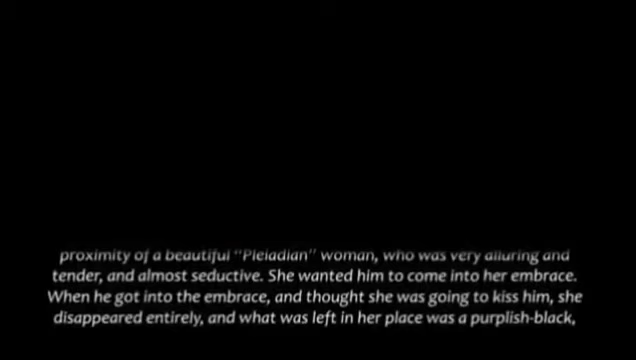 proximity of a beautiful "Pleiadian" woman, who was very alluring and
tender, and almost seductive. She wanted him to come into her embrace.
When he got into the embrace, and thought she was going to kiss him, she
disappeared entirely, and what was left in her place was a purplish-black,